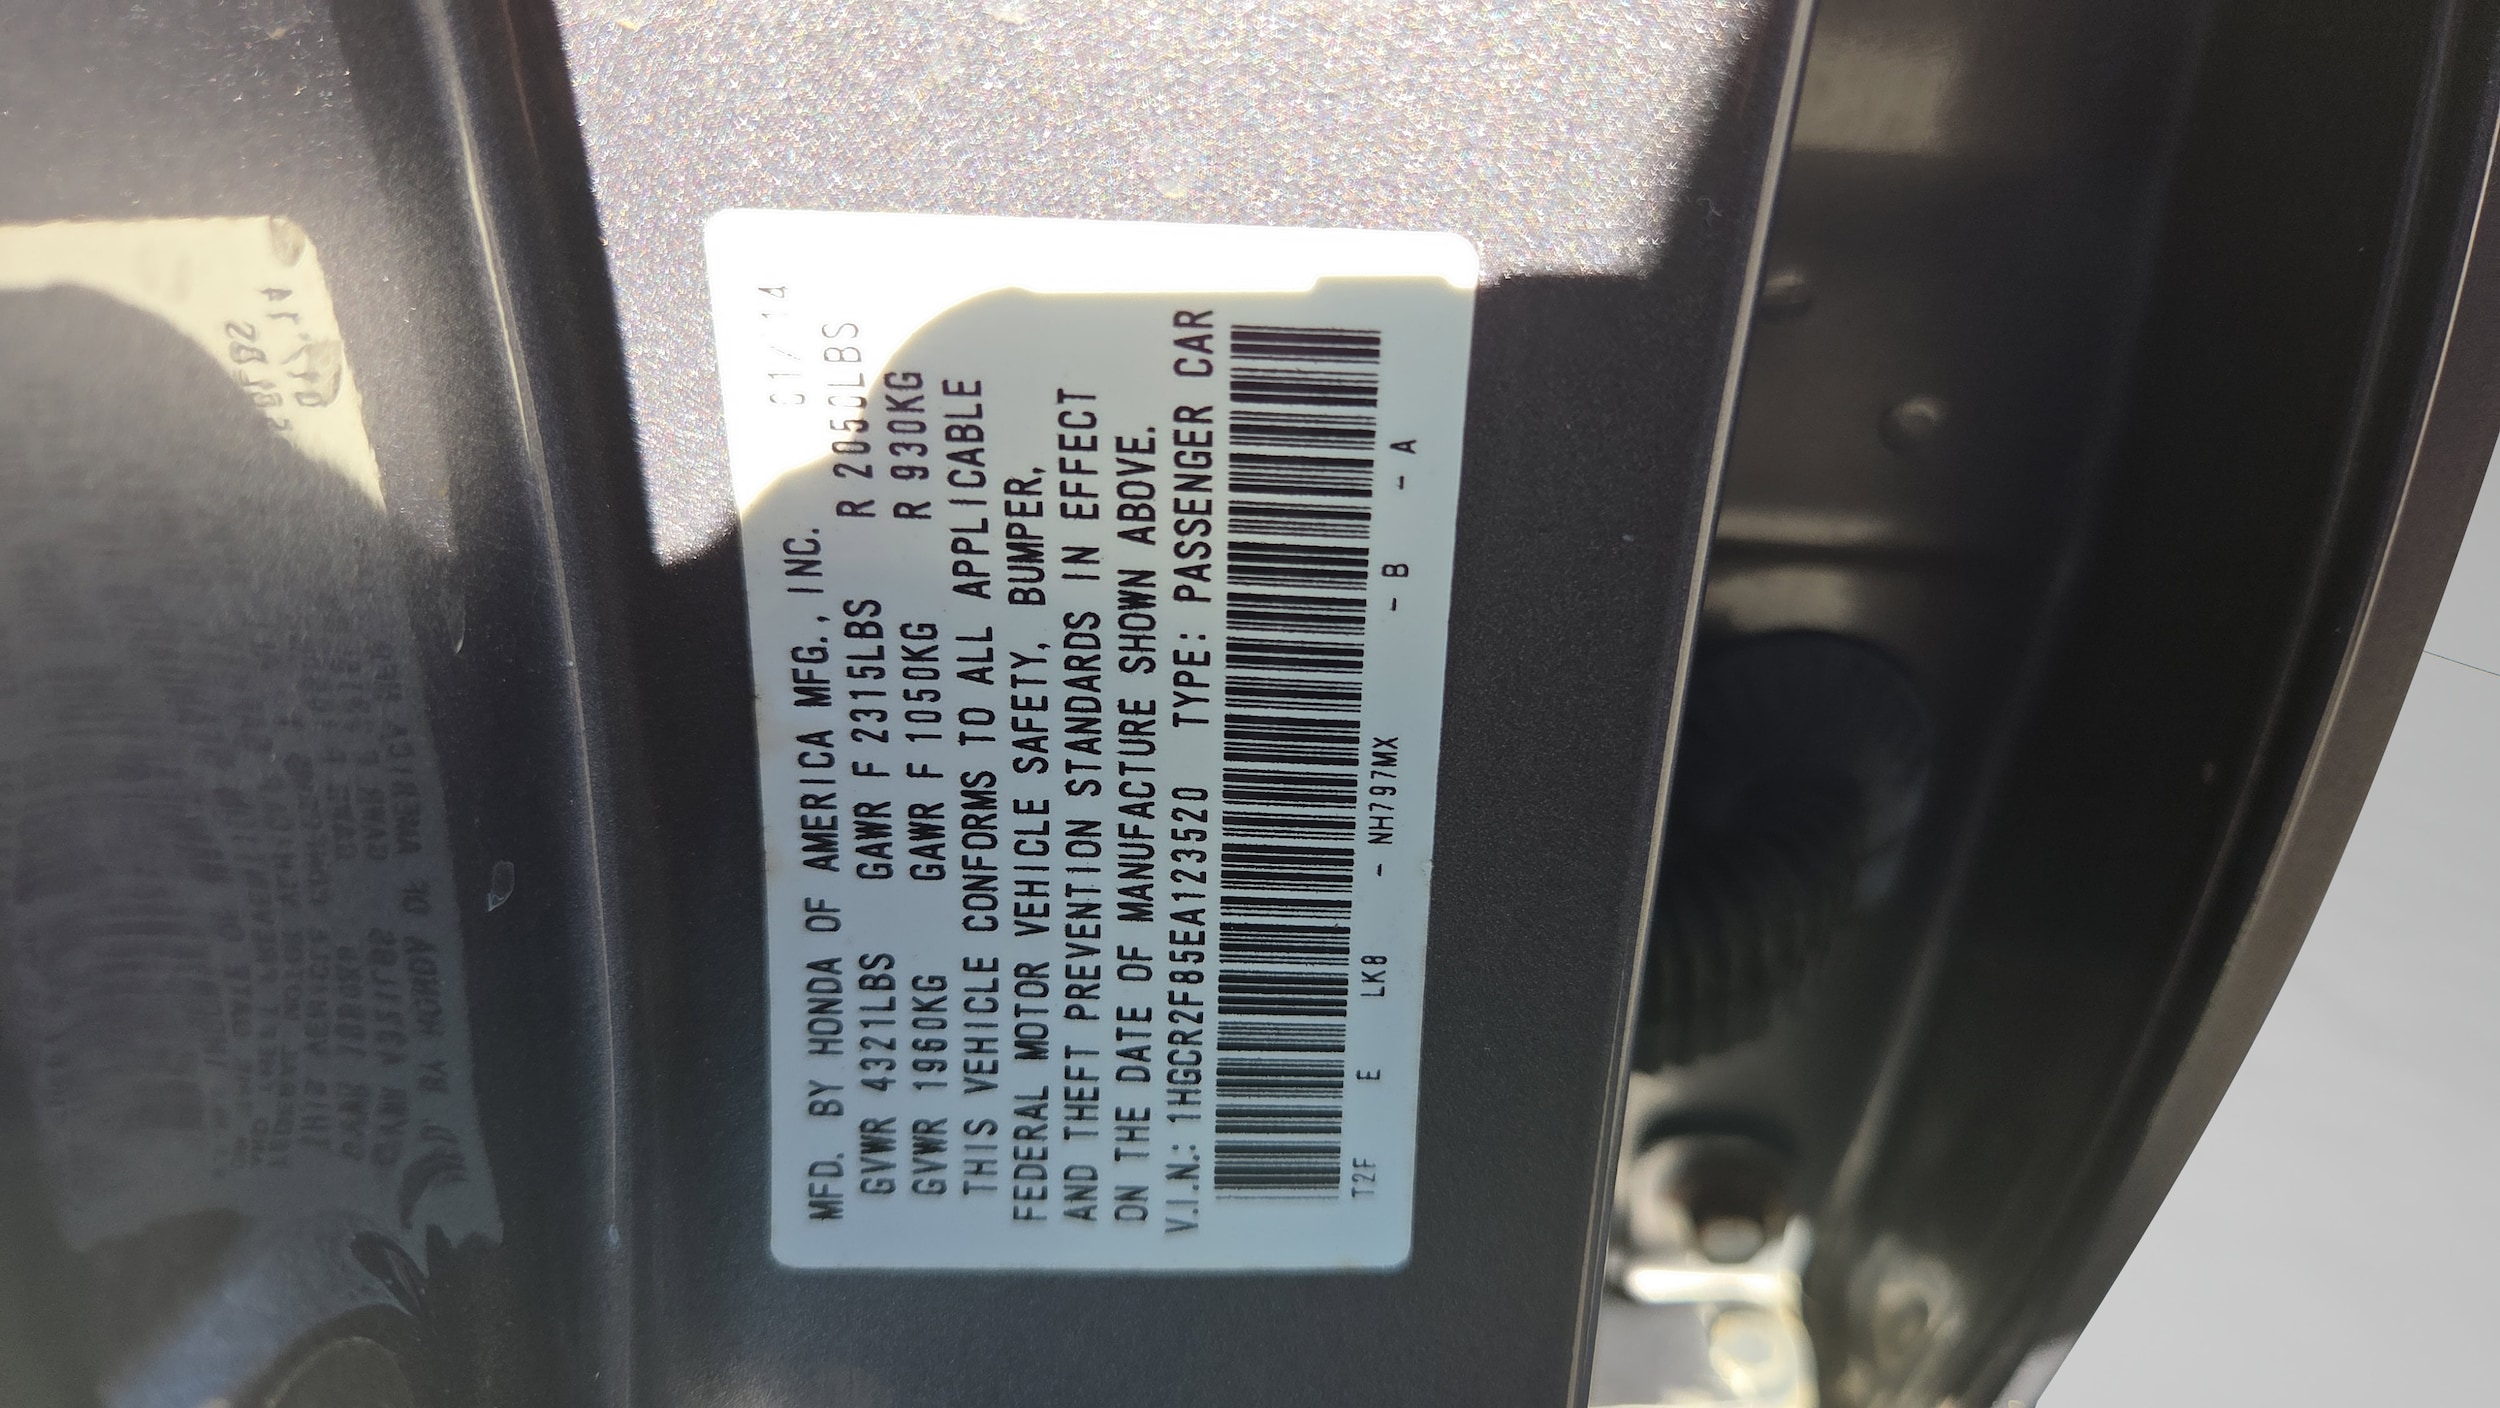 MFD. BY HONDA OF AMERICA MFG., INC. 01/14
GVWR 4321LBS GAWR F 2315LBS R 2050LBS
GVWR 1960KG GAWR F 1050KG R 930KG
THIS VEHICLE CONFORMS TO ALL APPLICABLE
FEDERAL MOTOR VEHICLE SAFETY, BUMPER,
AND THEFT PREVENTION STANDARDS IN EFFECT
ON THE DATE OF MANUFACTURE SHOWN ABOVE.
V.I.N.: 1HGCR2F85EA123520 TYPE: PASSENGER CAR
T2F E LK8 - NH797MX - B - A